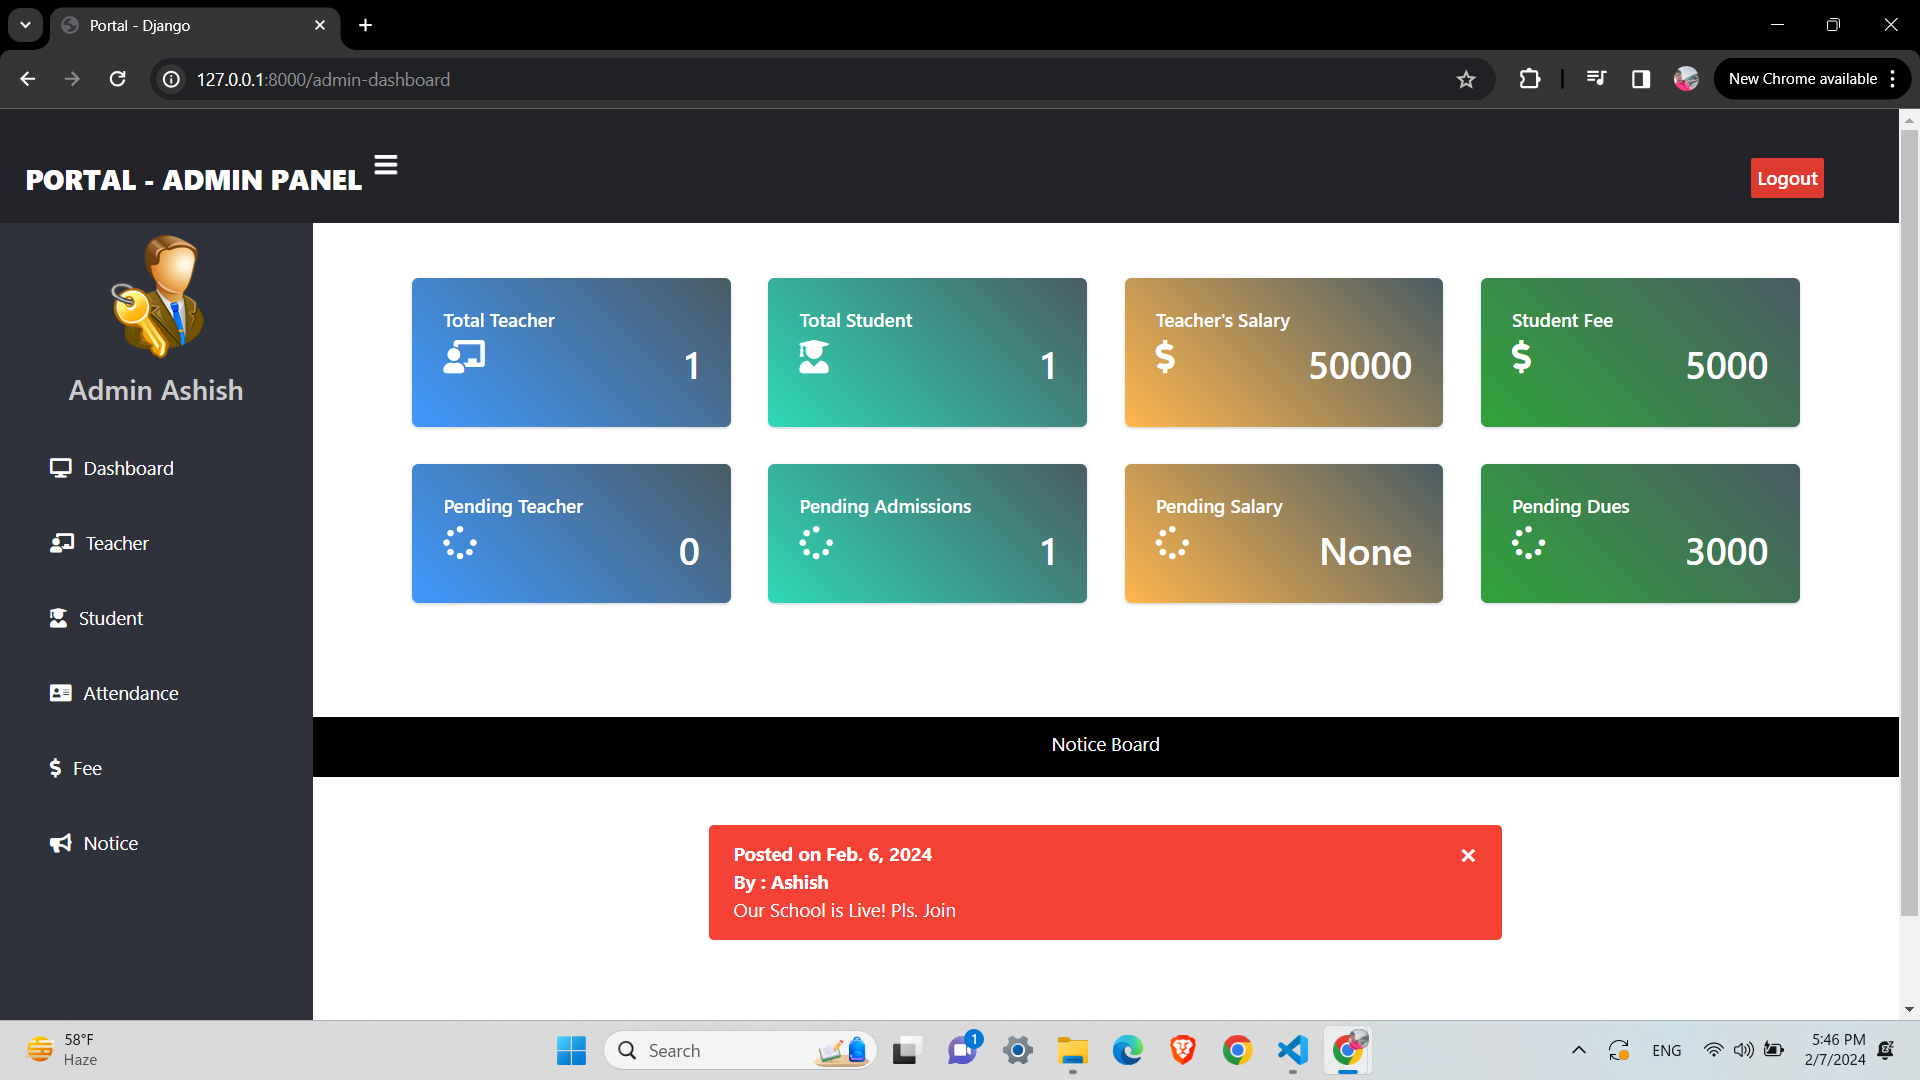 Portal - Django
127.0.0.1:8000/admin-dashboard
New Chrome available
PORTAL - ADMIN PANEL
Logout
Admin Ashish
Dashboard
Teacher
Student
Attendance
Fee
Notice
Total Teacher
1
Total Student
1
Teacher's Salary
50000
Student Fee
5000
Pending Teacher
0
Pending Admissions
1
Pending Salary
None
Pending Dues
3000
Notice Board
Posted on Feb. 6, 2024
By : Ashish
Our School is Live! Pls. Join
58°F
Haze
Search
1
ENG
5:46 PM
2/7/2024